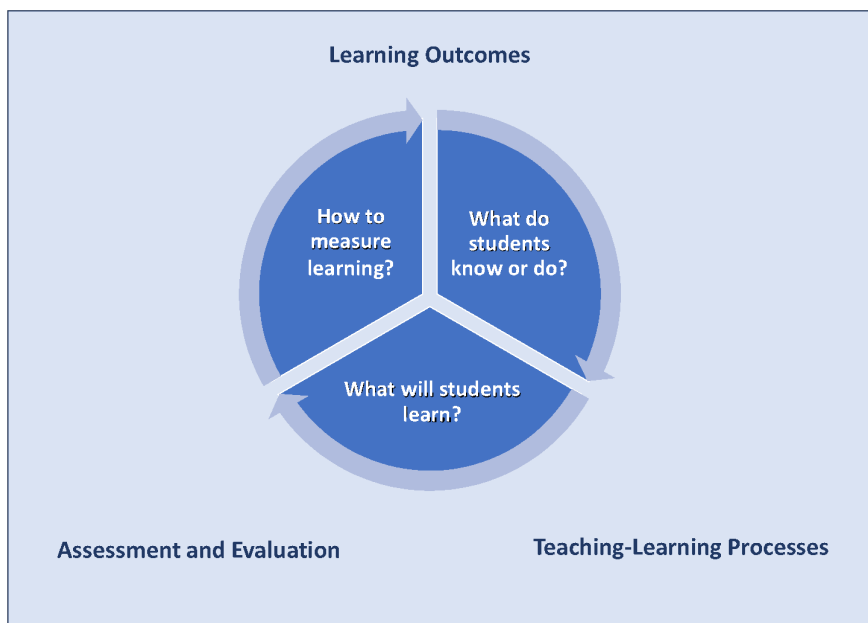 Learning Outcomes
How to
measure
learning?
What do
students
know or do?
What will students
learn?
Assessment and Evaluation
Teaching-Learning Processes